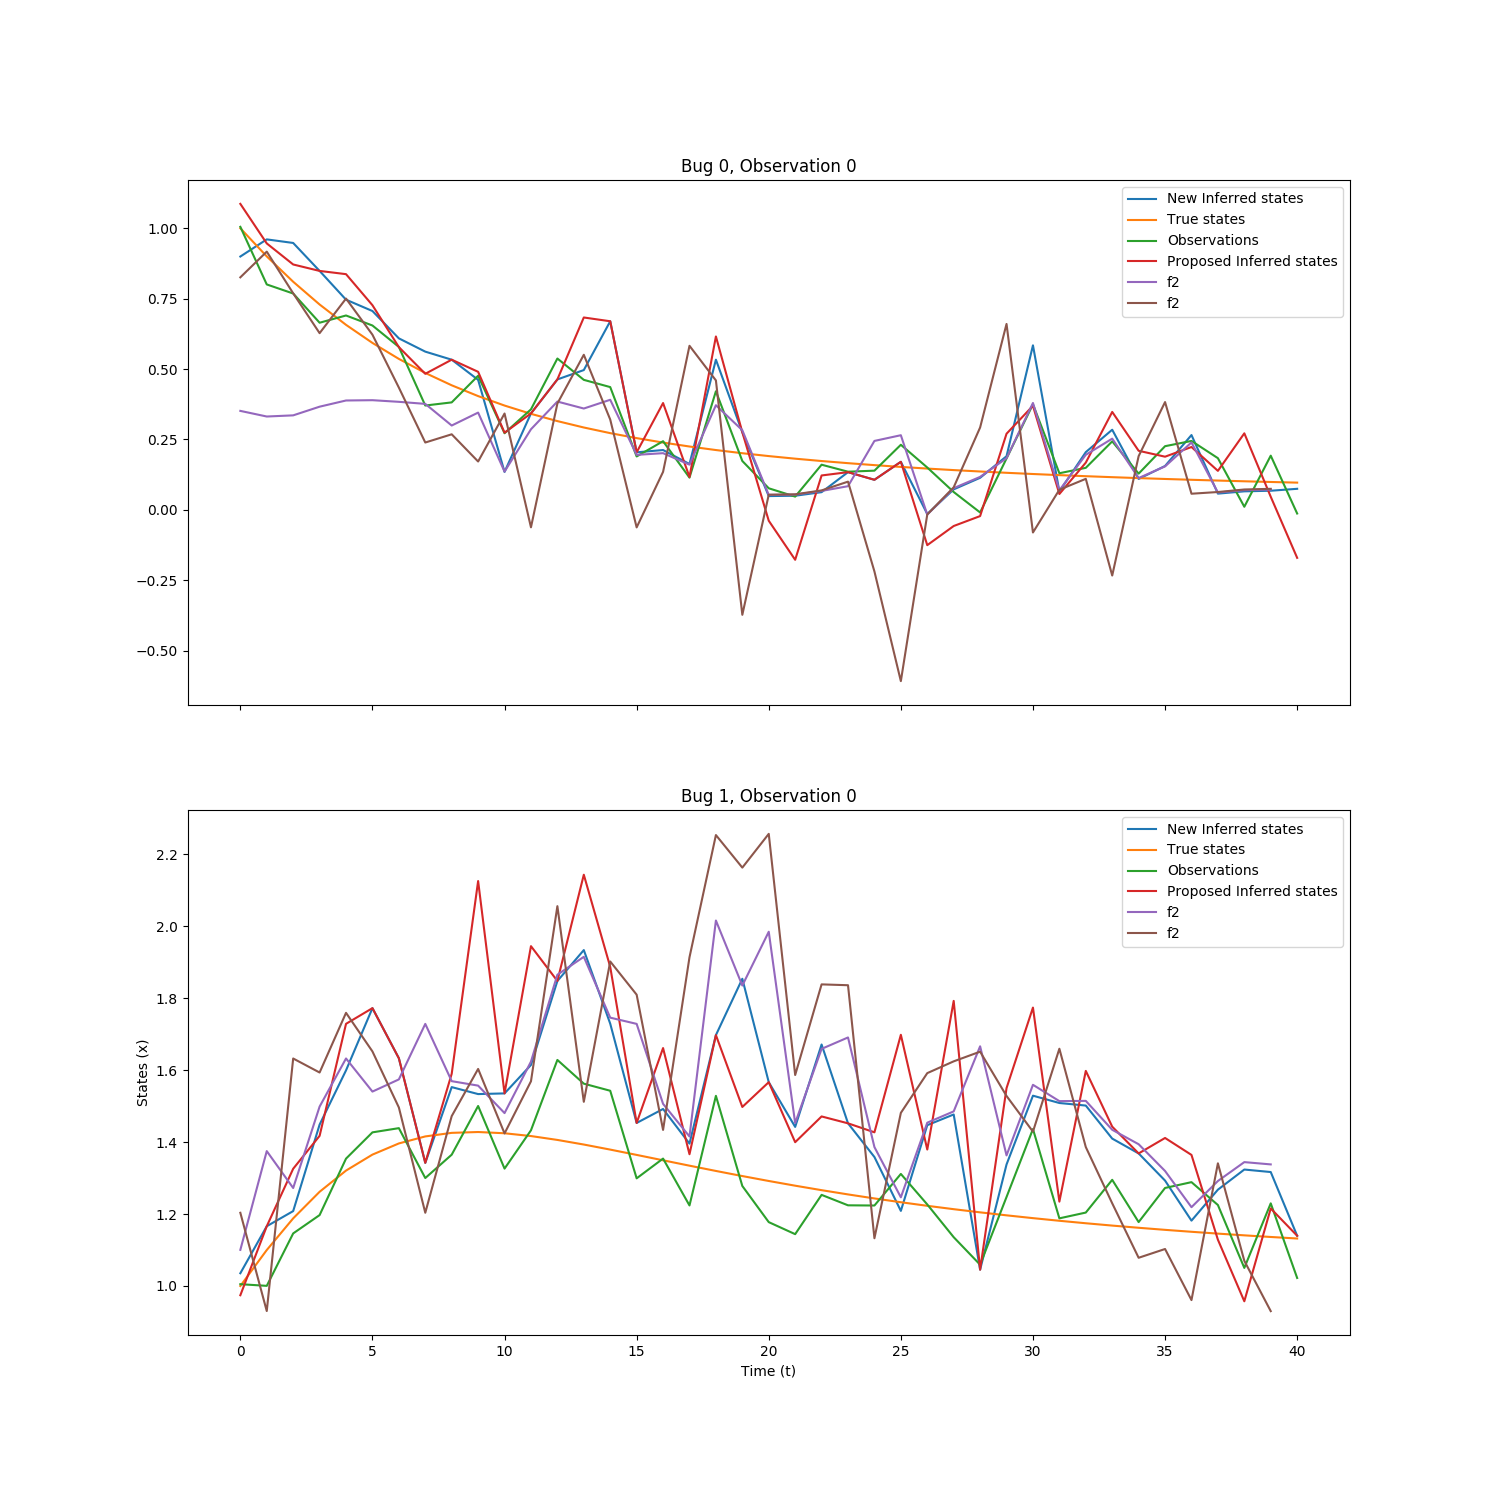 Bug 0, Observation 0
1.00
0.75
0.50
0.25
0.00
−0.25
−0.50
New Inferred states
True states
Observations
Proposed Inferred states
f2
f2
Bug 1, Observation 0
States (x)
2.2
2.0
1.8
1.6
1.4
1.2
1.0
New Inferred states
True states
Observations
Proposed Inferred states
f2
f2
0 5 10 15 20 25 30 35 40
Time (t)